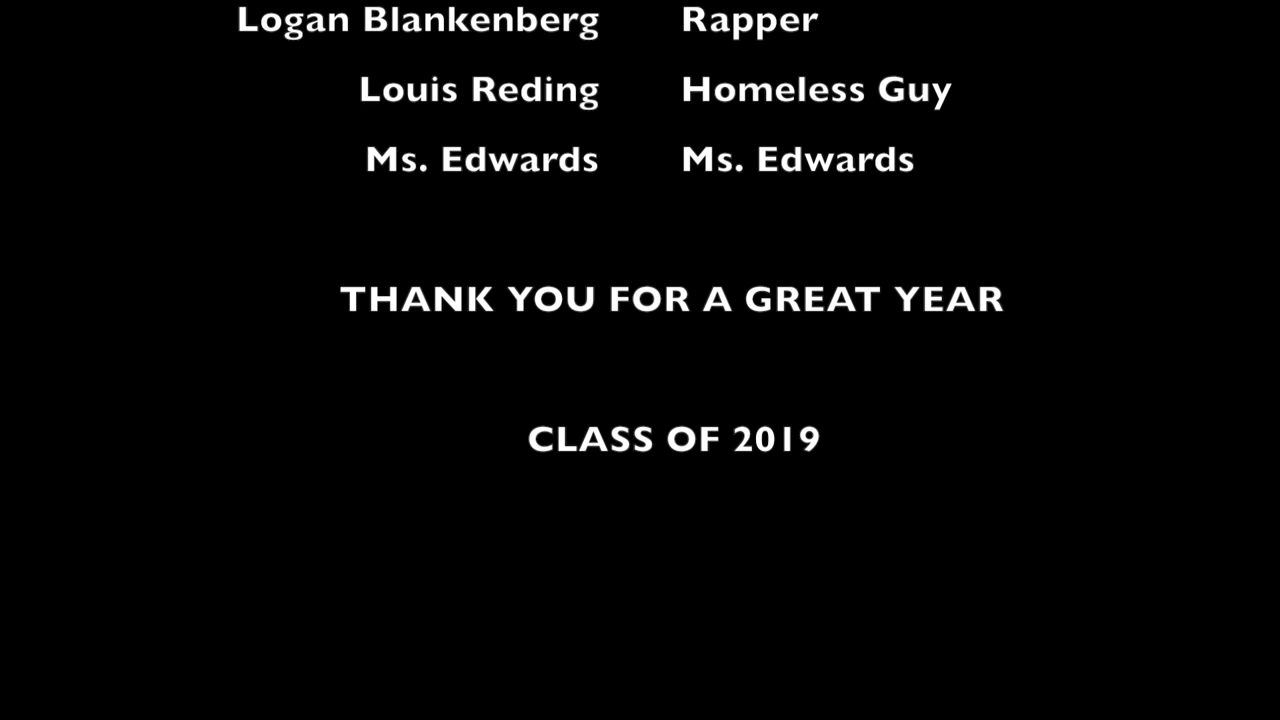 Logan Blankenberg Rapper
Louis Reding Homeless Guy
Ms. Edwards Ms. Edwards
THANK YOU FOR A GREAT YEAR
CLASS OF 2019